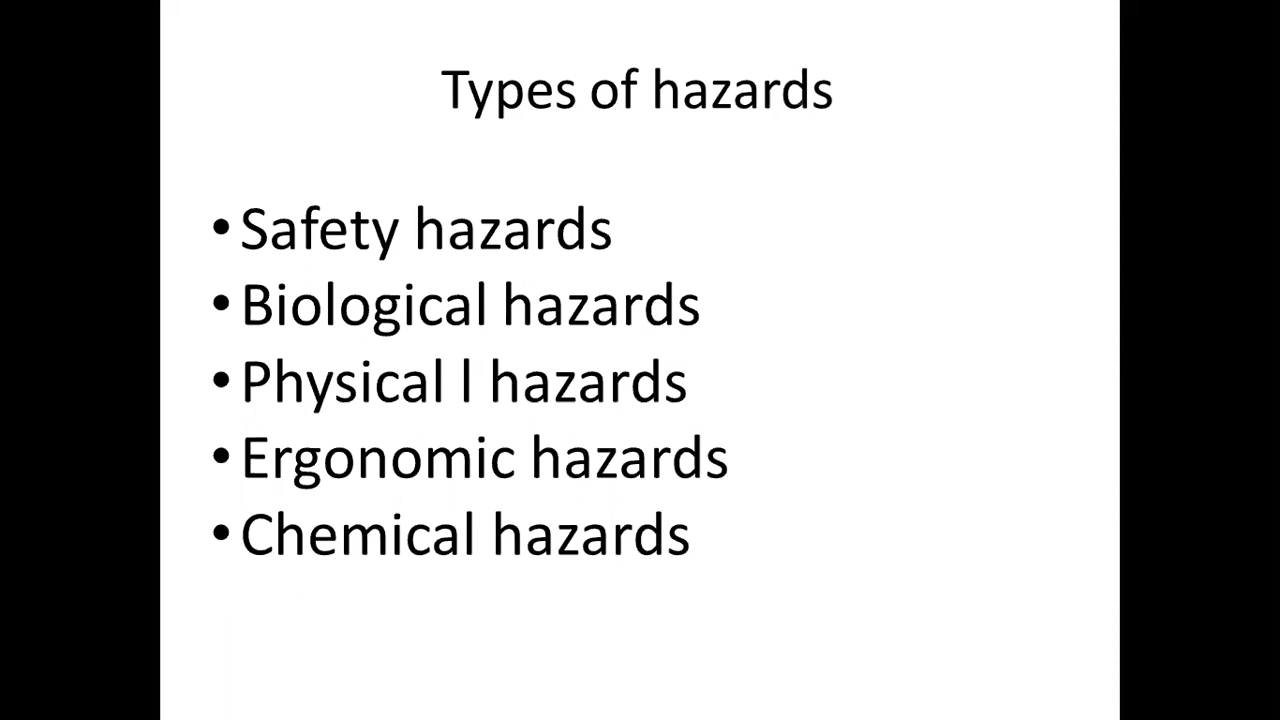 Types of hazards
• Safety hazards
• Biological hazards
• Physical l hazards
• Ergonomic hazards
• Chemical hazards